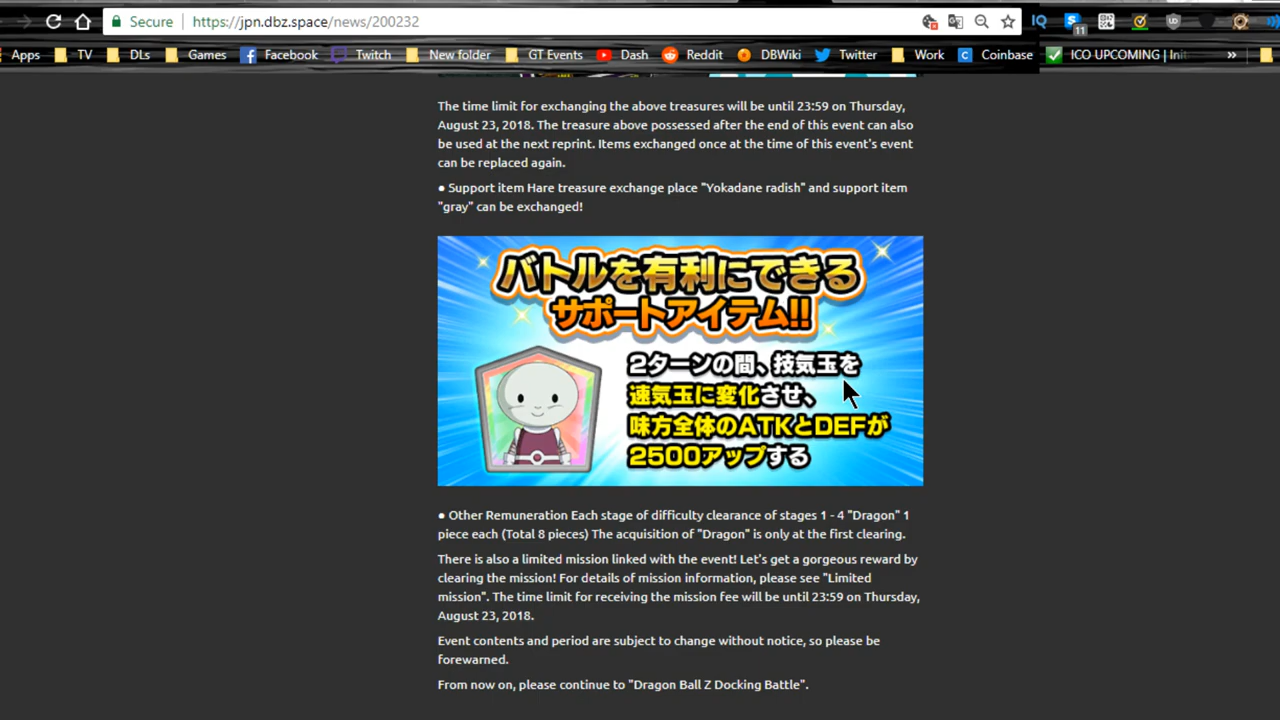 Secure
https://jpn.dbz.space/news/200232
IQ
11
Apps
TV
DLs
Games
Facebook
Twitch
New folder
GT Events
Dash
Reddit
DBWiki
Twitter
Work
Coinbase
ICO UPCOMING | Init
»
The time limit for exchanging the above treasures will be until 23:59 on Thursday,
August 23, 2018. The treasure above possessed after the end of this event can also
be used at the next reprint. Items exchanged once at the time of this event's event
can be replaced again.
● Support item Hare treasure exchange place "Yokadane radish" and support item
"gray" can be exchanged!
バトルを有利にできる
サポートアイテム!!
2ターンの間、技気玉を
速気玉に変化させ、
味方全体のATKとDEFが
2500アップする
● Other Remuneration Each stage of difficulty clearance of stages 1 - 4 "Dragon" 1
piece each (Total 8 pieces) The acquisition of "Dragon" is only at the first clearing.
There is also a limited mission linked with the event! Let's get a gorgeous reward by
clearing the mission! For details of mission information, please see "Limited
mission". The time limit for receiving the mission fee will be until 23:59 on Thursday,
August 23, 2018.
Event contents and period are subject to change without notice, so please be
forewarned.
From now on, please continue to "Dragon Ball Z Docking Battle".